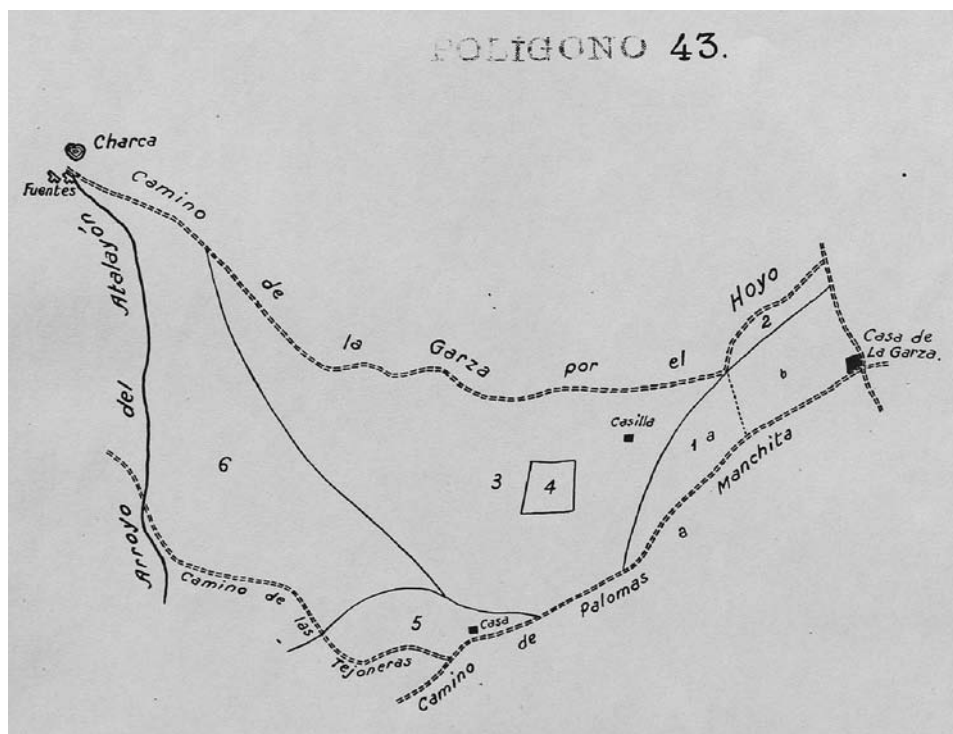 POLÍGONO 43.
Charca
Fuentes
Camino de la Garza por el Hoyo
Arroyo del Atalayón
2
Casa de
La Garza.
b
1 a
Casilla
3
4
6
5
Casa
Camino de las Tejoneras
Camino de Palomas a Manchita